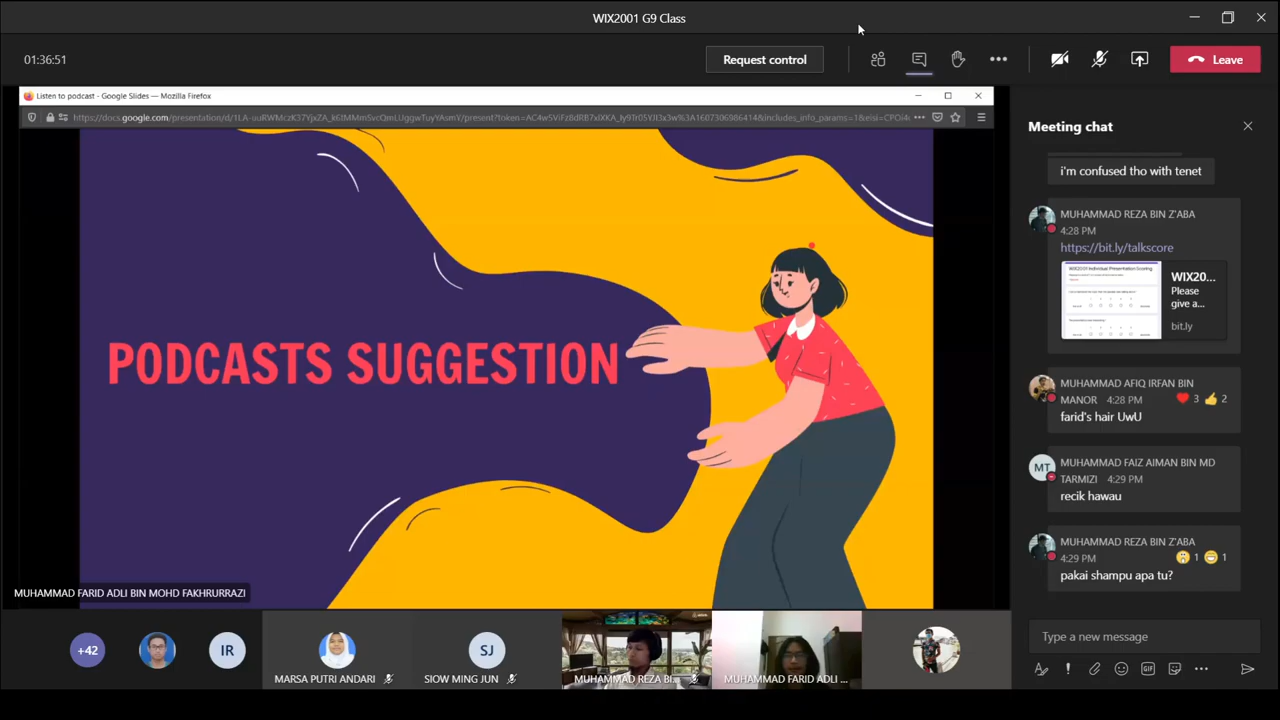 WIX2001 G9 Class
01:36:51
Request control
Leave
Listen to podcast - Google Slides — Mozilla Firefox
PODCASTS SUGGESTION
MUHAMMAD FARID ADLI BIN MOHD FAKHRURRAZI
+42
IR
MARSA PUTRI ANDARI
SJ
SIOW MING JUN
MUHAMMAD REZA BI...
MUHAMMAD FARID ADLI ...
Meeting chat
i'm confused tho with tenet
MUHAMMAD REZA BIN Z'ABA
4:28 PM
https://bit.ly/talkscore
WIX2001 Individual Presentation Scoring
WIX20...
Please
give a...
bit.ly
MUHAMMAD AFIQ IRFAN BIN
MANOR 4:28 PM 3 2
farid's hair UwU
MT
MUHAMMAD FAIZ AIMAN BIN MD
TARMIZI 4:29 PM
recik hawau
MUHAMMAD REZA BIN Z'ABA
4:29 PM 1 1
pakai shampu apa tu?
Type a new message
GIF